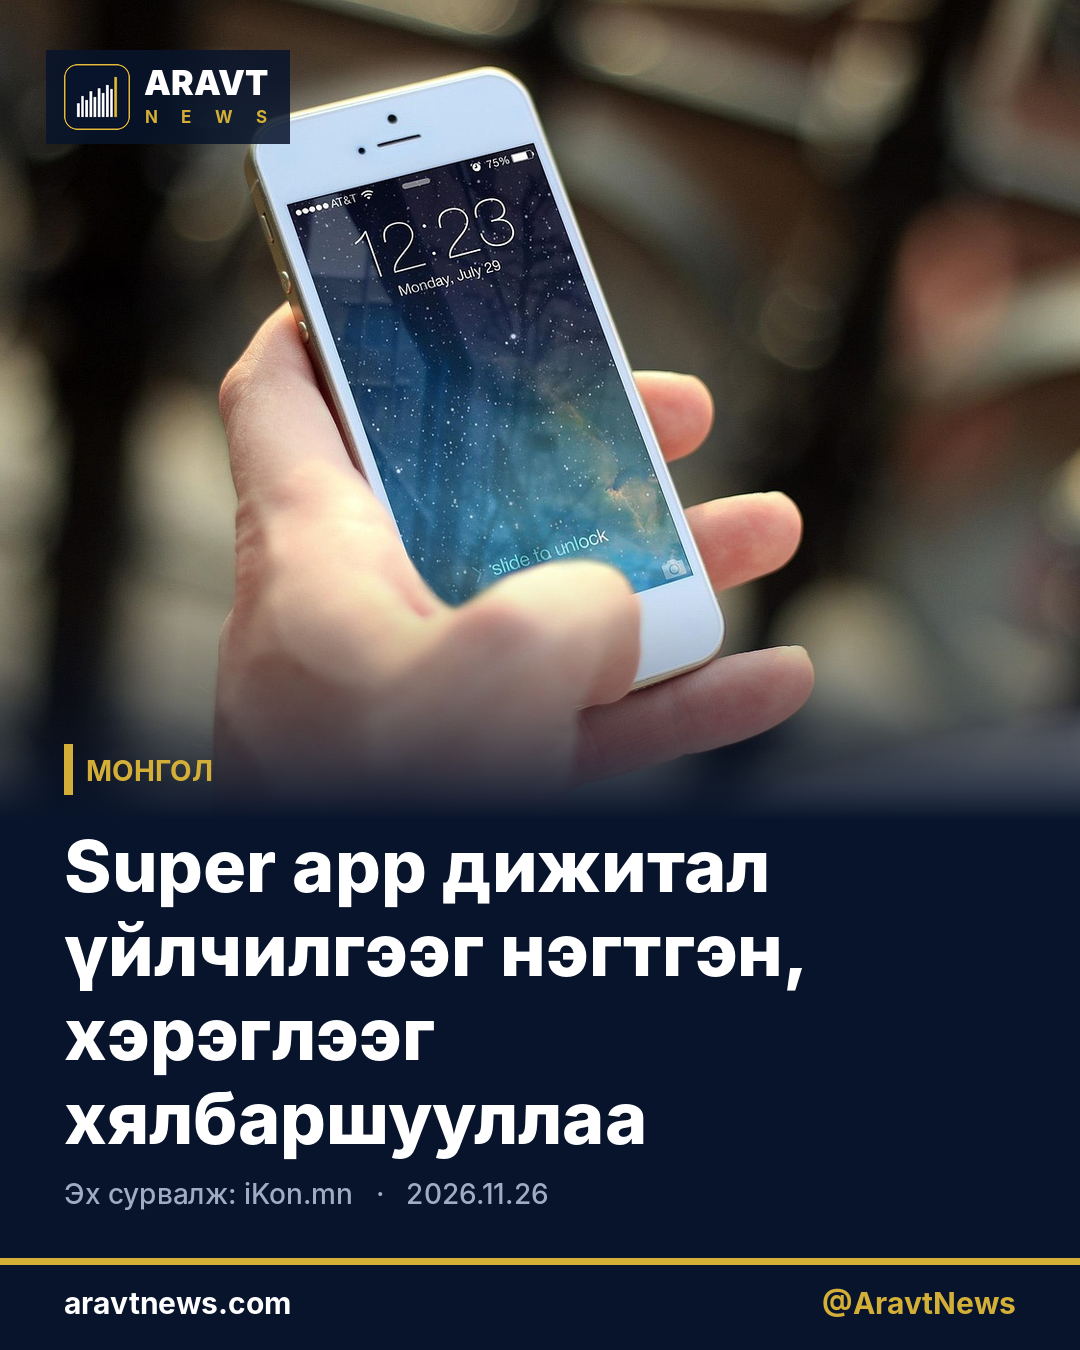 ARAVT
NEWS
AT&T 75%
12:23
Monday, July 29
slide to unlock
МОНГОЛ
Super app дижитал
үйлчилгээг нэгтгэн,
хэрэглээг
хялбаршууллаа
Эх сурвалж: iKon.mn · 2026.11.26
aravtnews.com
@AravtNews